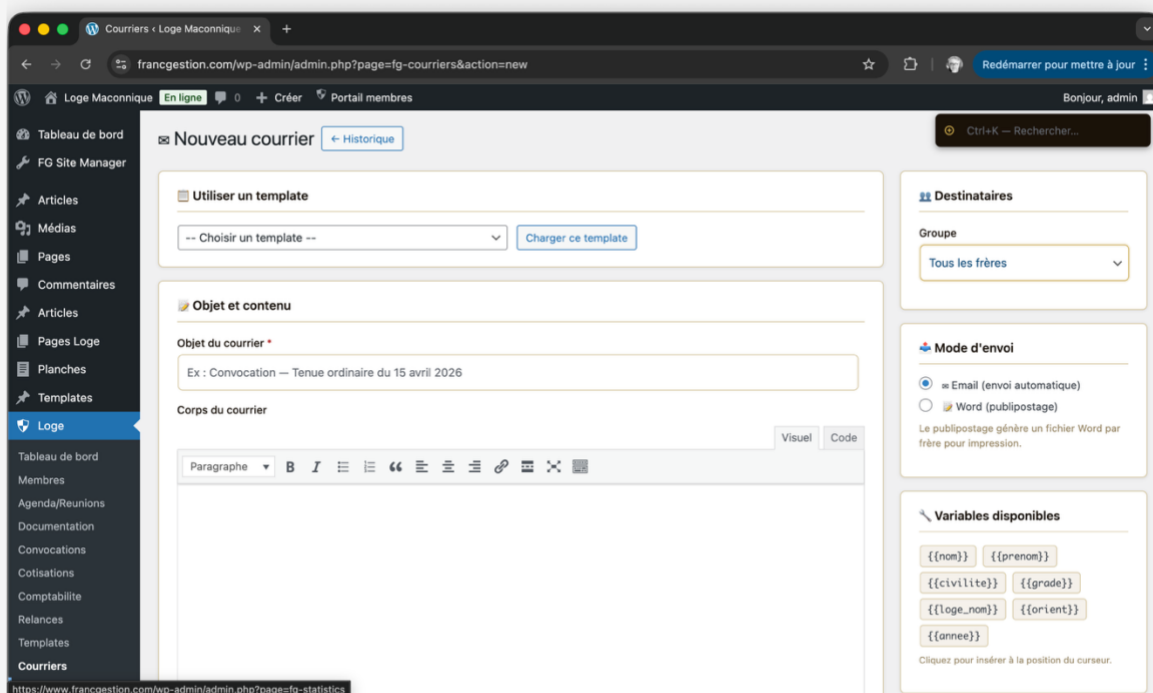 Courriers ‹ Loge Maconnique
francgestion.com/wp-admin/admin.php?page=fg-courriers&action=new
Redémarrer pour mettre à jour
Loge Maconnique En ligne 0 + Créer Portail membres
Bonjour, admin
Ctrl+K — Rechercher...
Tableau de bord
FG Site Manager
Articles
Médias
Pages
Commentaires
Articles
Pages Loge
Planches
Templates
Loge
Tableau de bord
Membres
Agenda/Reunions
Documentation
Convocations
Cotisations
Comptabilite
Relances
Templates
Courriers
https://www.francgestion.com/wp-admin/admin.php?page=fg-statistics
Nouveau courrier ← Historique
Utiliser un template
-- Choisir un template -- Charger ce template
Objet et contenu
Objet du courrier *
Ex : Convocation — Tenue ordinaire du 15 avril 2026
Corps du courrier
Visuel Code
Paragraphe B I
Destinataires
Groupe
Tous les frères
Mode d'envoi
Email (envoi automatique)
Word (publipostage)
Le publipostage génère un fichier Word par
frère pour impression.
Variables disponibles
{{nom}} {{prenom}}
{{civilite}} {{grade}}
{{loge_nom}} {{orient}}
{{annee}}
Cliquez pour insérer à la position du curseur.